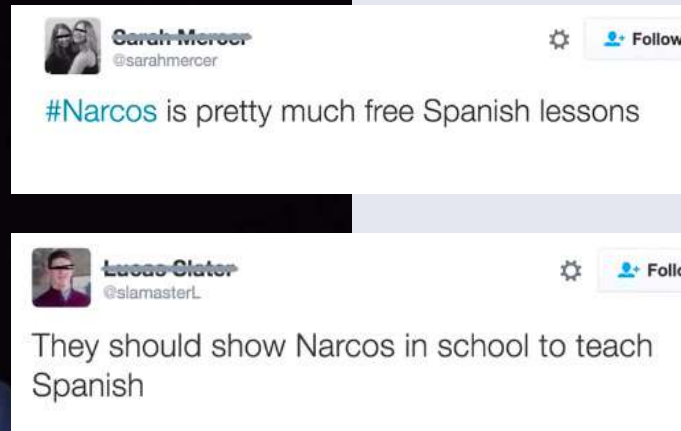 Sarah Mercer
Follow
@sarahmercer
#Narcos is pretty much free Spanish lessons
Lucas Slater
Follo
@slamasterL
They should show Narcos in school to teach
Spanish